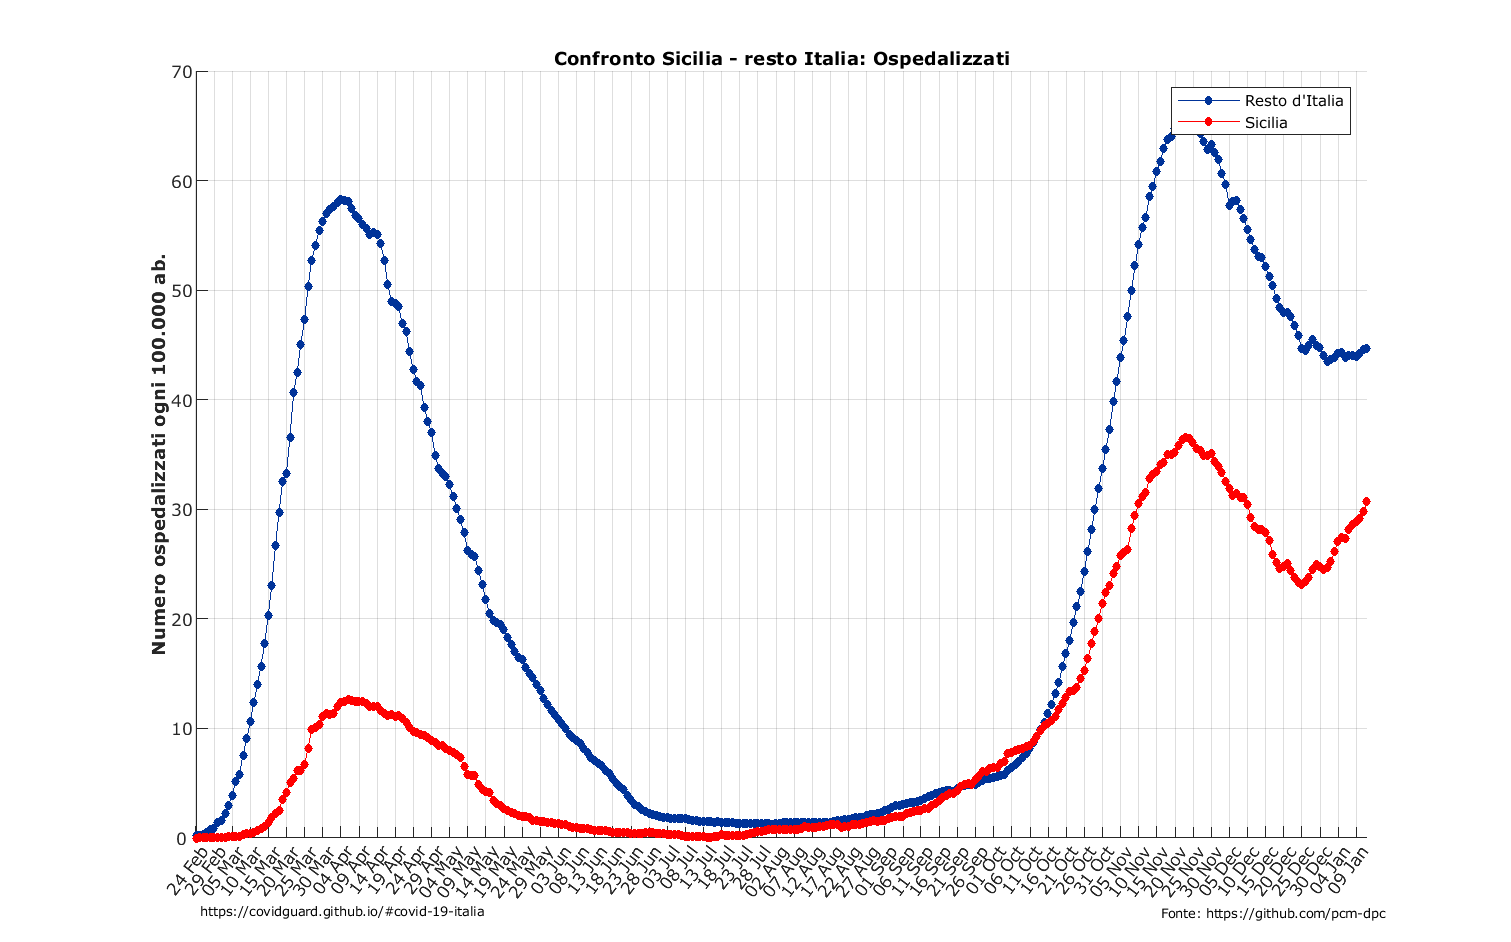 Confronto Sicilia - resto Italia: Ospedalizzati
Resto d'Italia
Sicilia
Numero ospedalizzati ogni 100.000 ab.
70
60
50
40
30
20
10
0
24 Feb
29 Feb
05 Mar
10 Mar
15 Mar
20 Mar
25 Mar
30 Mar
04 Apr
09 Apr
14 Apr
19 Apr
24 Apr
29 Apr
04 May
09 May
14 May
19 May
24 May
29 May
03 Jun
08 Jun
13 Jun
18 Jun
23 Jun
28 Jun
03 Jul
08 Jul
13 Jul
18 Jul
23 Jul
28 Jul
02 Aug
07 Aug
12 Aug
17 Aug
22 Aug
27 Aug
01 Sep
06 Sep
11 Sep
16 Sep
21 Sep
26 Sep
01 Oct
06 Oct
11 Oct
16 Oct
21 Oct
26 Oct
31 Oct
05 Nov
10 Nov
15 Nov
20 Nov
25 Nov
30 Nov
05 Dec
10 Dec
15 Dec
20 Dec
25 Dec
30 Dec
04 Jan
09 Jan
https://covidguard.github.io/#covid-19-italia
Fonte: https://github.com/pcm-dpc